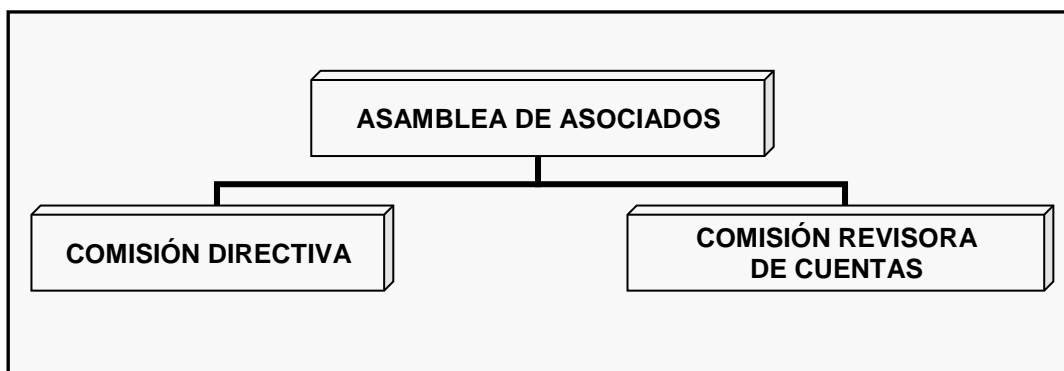 ASAMBLEA DE ASOCIADOS
COMISIÓN DIRECTIVA
COMISIÓN REVISORA
DE CUENTAS